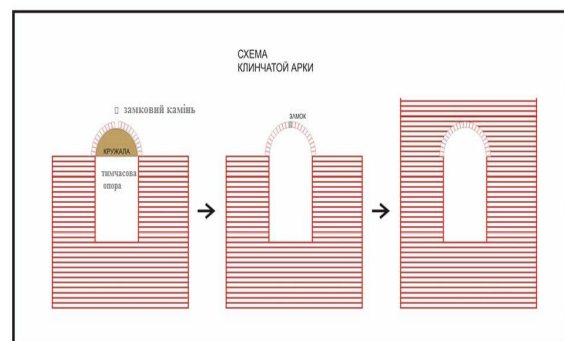 СХЕМА
КЛИНЧАТОЙ АРКИ
замковий камінь
ЗАМОК
КРУЖАЛА
тимчасова
опора